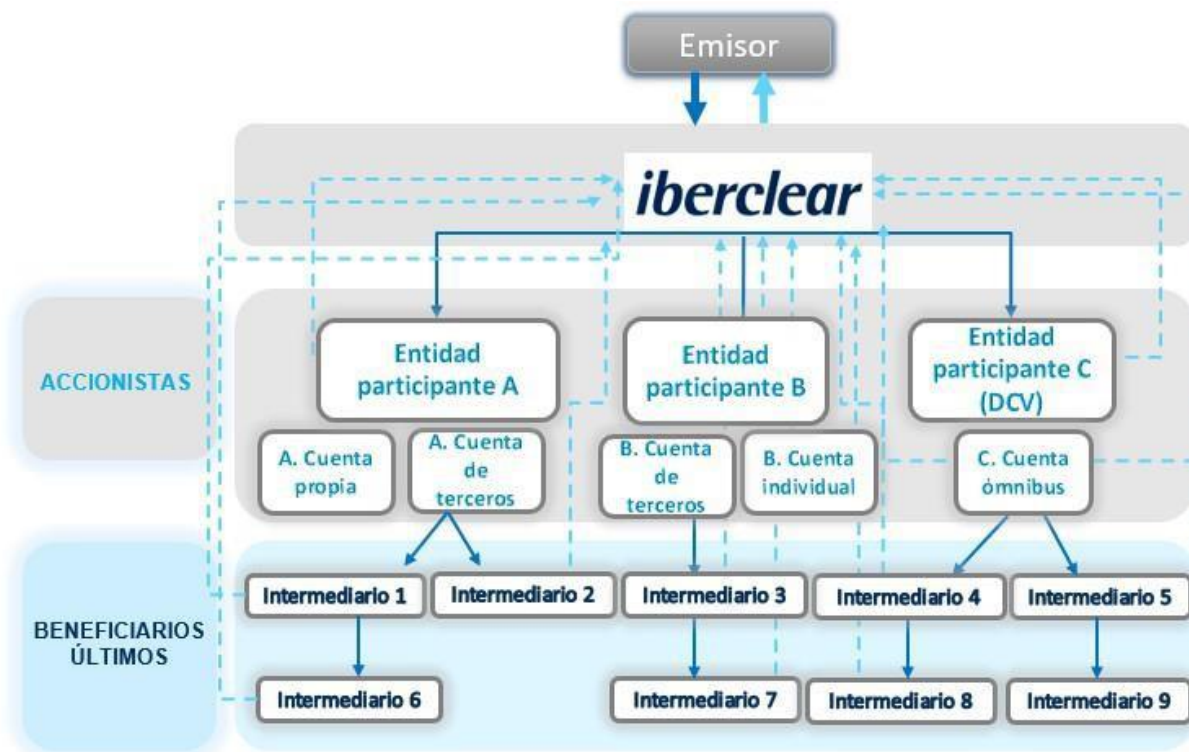 Emisor
iberclear
ACCIONISTAS
Entidad
participante A
Entidad
participante B
Entidad
participante C
(DCV)
A. Cuenta
propia
A. Cuenta
de
terceros
B. Cuenta
de
terceros
B. Cuenta
individual
C. Cuenta
ómnibus
BENEFICIARIOS
ÚLTIMOS
Intermediario 1
Intermediario 2
Intermediario 3
Intermediario 4
Intermediario 5
Intermediario 6
Intermediario 7
Intermediario 8
Intermediario 9